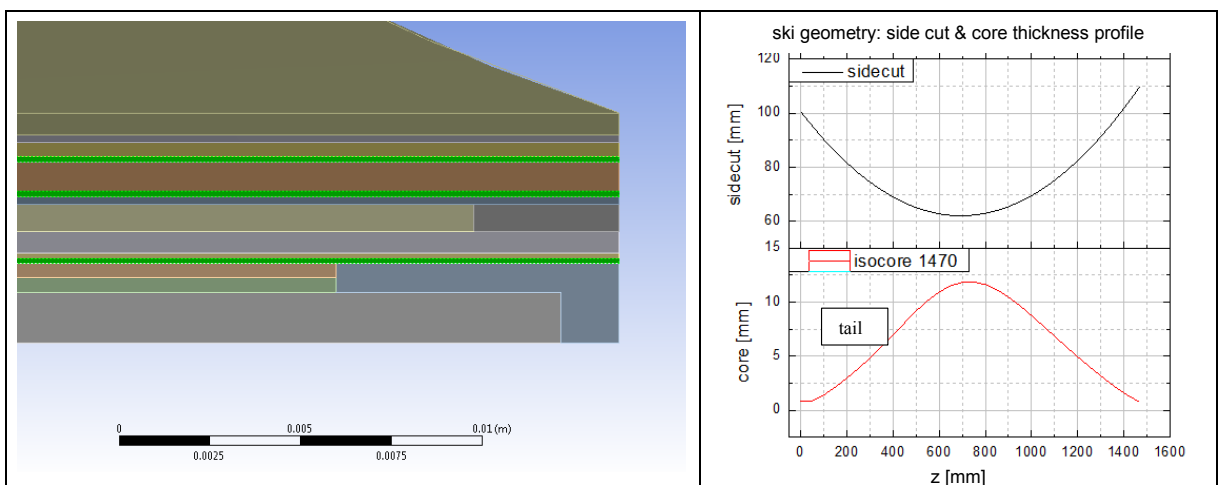 0
0.005
0.01 (m)
0.0025
0.0075
ski geometry: side cut & core thickness profile
120
sidecut
100
80
60
sidecut [mm]
15
isocore 1470
10
tail
5
0
core [mm]
0 200 400 600 800 1000 1200 1400 1600
z [mm]